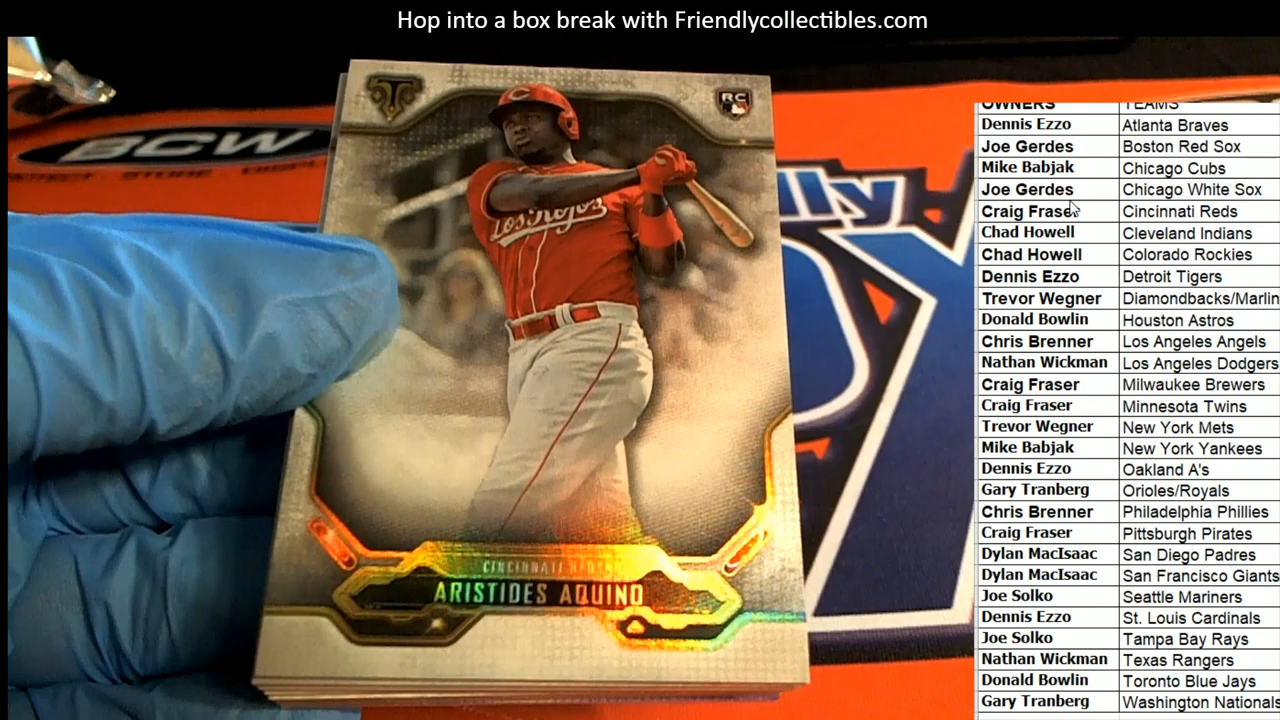 Hop into a box break with Friendlycollectibles.com
BCW
RC
Los Rojos
CINCINNATI REDS
ARISTIDES AQUINO
OWNERS TEAMS
Dennis Ezzo Atlanta Braves
Joe Gerdes Boston Red Sox
Mike Babjak Chicago Cubs
Joe Gerdes Chicago White Sox
Craig Fraser Cincinnati Reds
Chad Howell Cleveland Indians
Chad Howell Colorado Rockies
Dennis Ezzo Detroit Tigers
Trevor Wegner Diamondbacks/Marlin
Donald Bowlin Houston Astros
Chris Brenner Los Angeles Angels
Nathan Wickman Los Angeles Dodgers
Craig Fraser Milwaukee Brewers
Craig Fraser Minnesota Twins
Trevor Wegner New York Mets
Mike Babjak New York Yankees
Dennis Ezzo Oakland A's
Gary Tranberg Orioles/Royals
Chris Brenner Philadelphia Phillies
Craig Fraser Pittsburgh Pirates
Dylan MacIsaac San Diego Padres
Dylan MacIsaac San Francisco Giants
Joe Solko Seattle Mariners
Dennis Ezzo St. Louis Cardinals
Joe Solko Tampa Bay Rays
Nathan Wickman Texas Rangers
Donald Bowlin Toronto Blue Jays
Gary Tranberg Washington Nationals